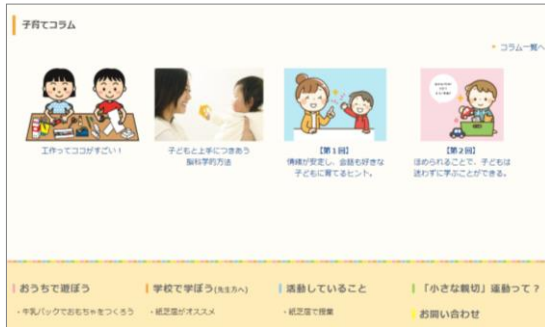 子育てコラム
コラム一覧へ
工作ってココがすごい！
子どもと上手につきあう
脳科学的方法
【第1回】
情緒が安定し、会話も好きな
子どもに育てるヒント。
【第2回】
ほめられることで、子どもは
迷わずに学ぶことができる。
おうちで遊ぼう
学校で学ぼう(先生方へ)
活動していること
「小さな親切」運動って？
・牛乳パックでおもちゃをつくろう
・紙芝居がオススメ
・紙芝居で授業
お問い合わせ